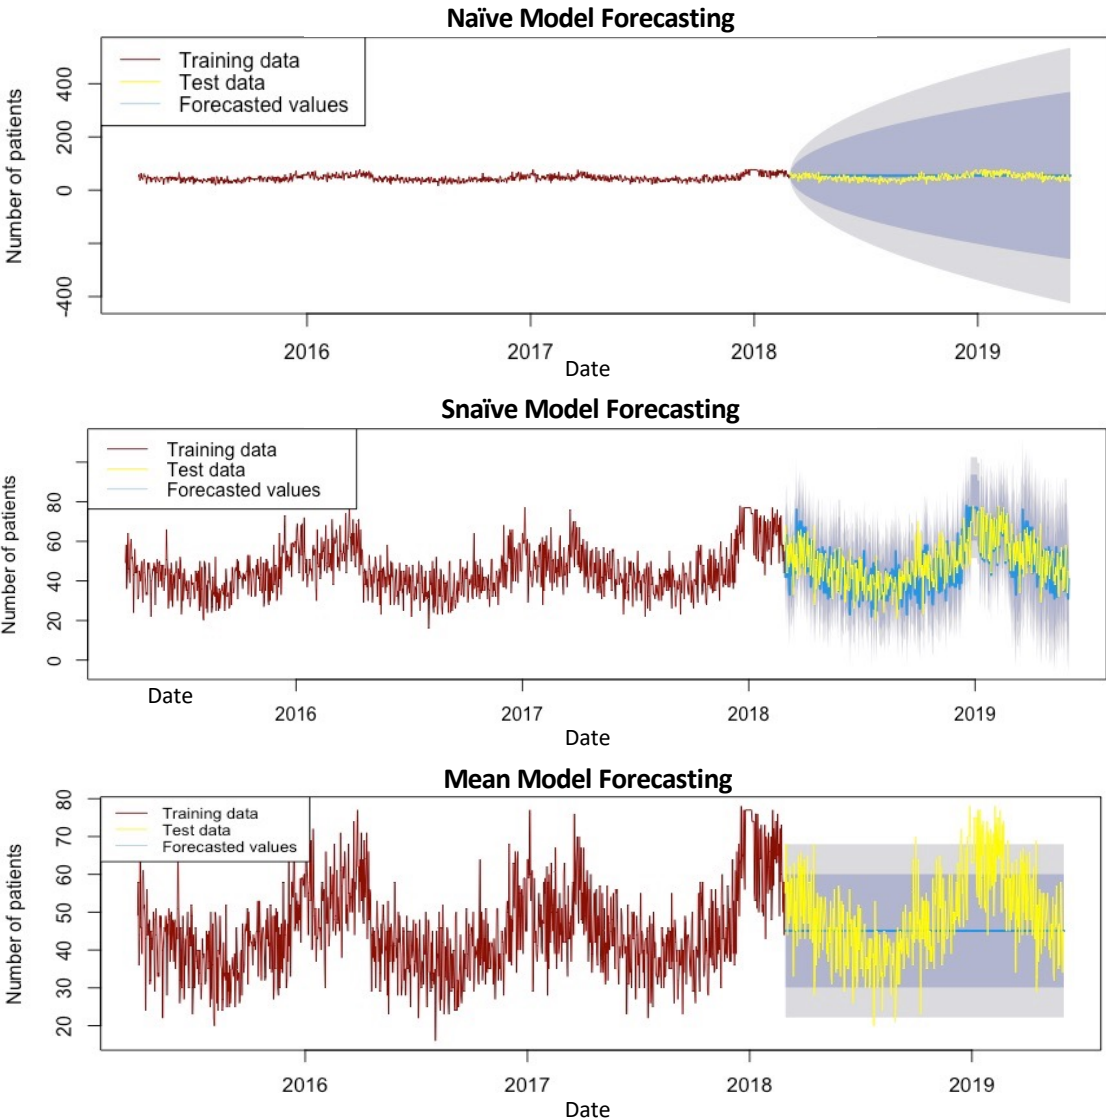 Naïve Model Forecasting
Training data
Test data
Forecasted values
Number of patients
400
200
0
-400
2016
2017
2018
2019
Date
Snaïve Model Forecasting
Training data
Test data
Forecasted values
Number of patients
80
60
40
20
0
Date
2016
2017
2018
2019
Date
Mean Model Forecasting
Training data
Test data
Forecasted values
Number of patients
80
70
60
50
40
30
20
2016
2017
2018
2019
Date